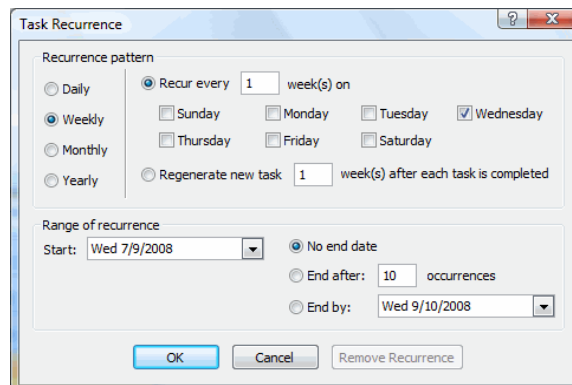 Task Recurrence
Recurrence pattern
Daily
Weekly
Monthly
Yearly
Recur every 1 week(s) on
Sunday Monday Tuesday Wednesday
Thursday Friday Saturday
Regenerate new task 1 week(s) after each task is completed
Range of recurrence
Start: Wed 7/9/2008
No end date
End after: 10 occurrences
End by: Wed 9/10/2008
OK Cancel Remove Recurrence